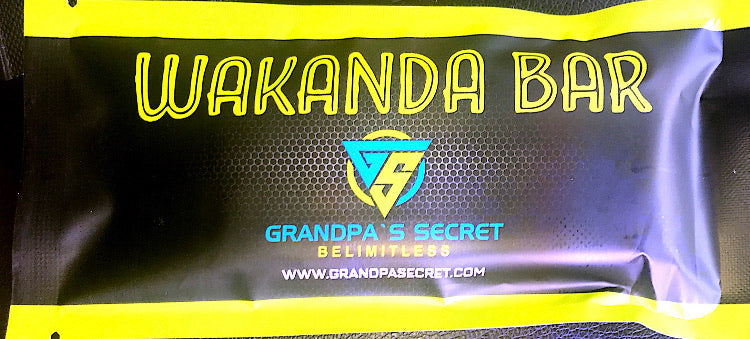 WAKANDA BAR
GS
GRANDPA`S SECRET
BELIMITLESS
WWW.GRANDPASECRET.COM